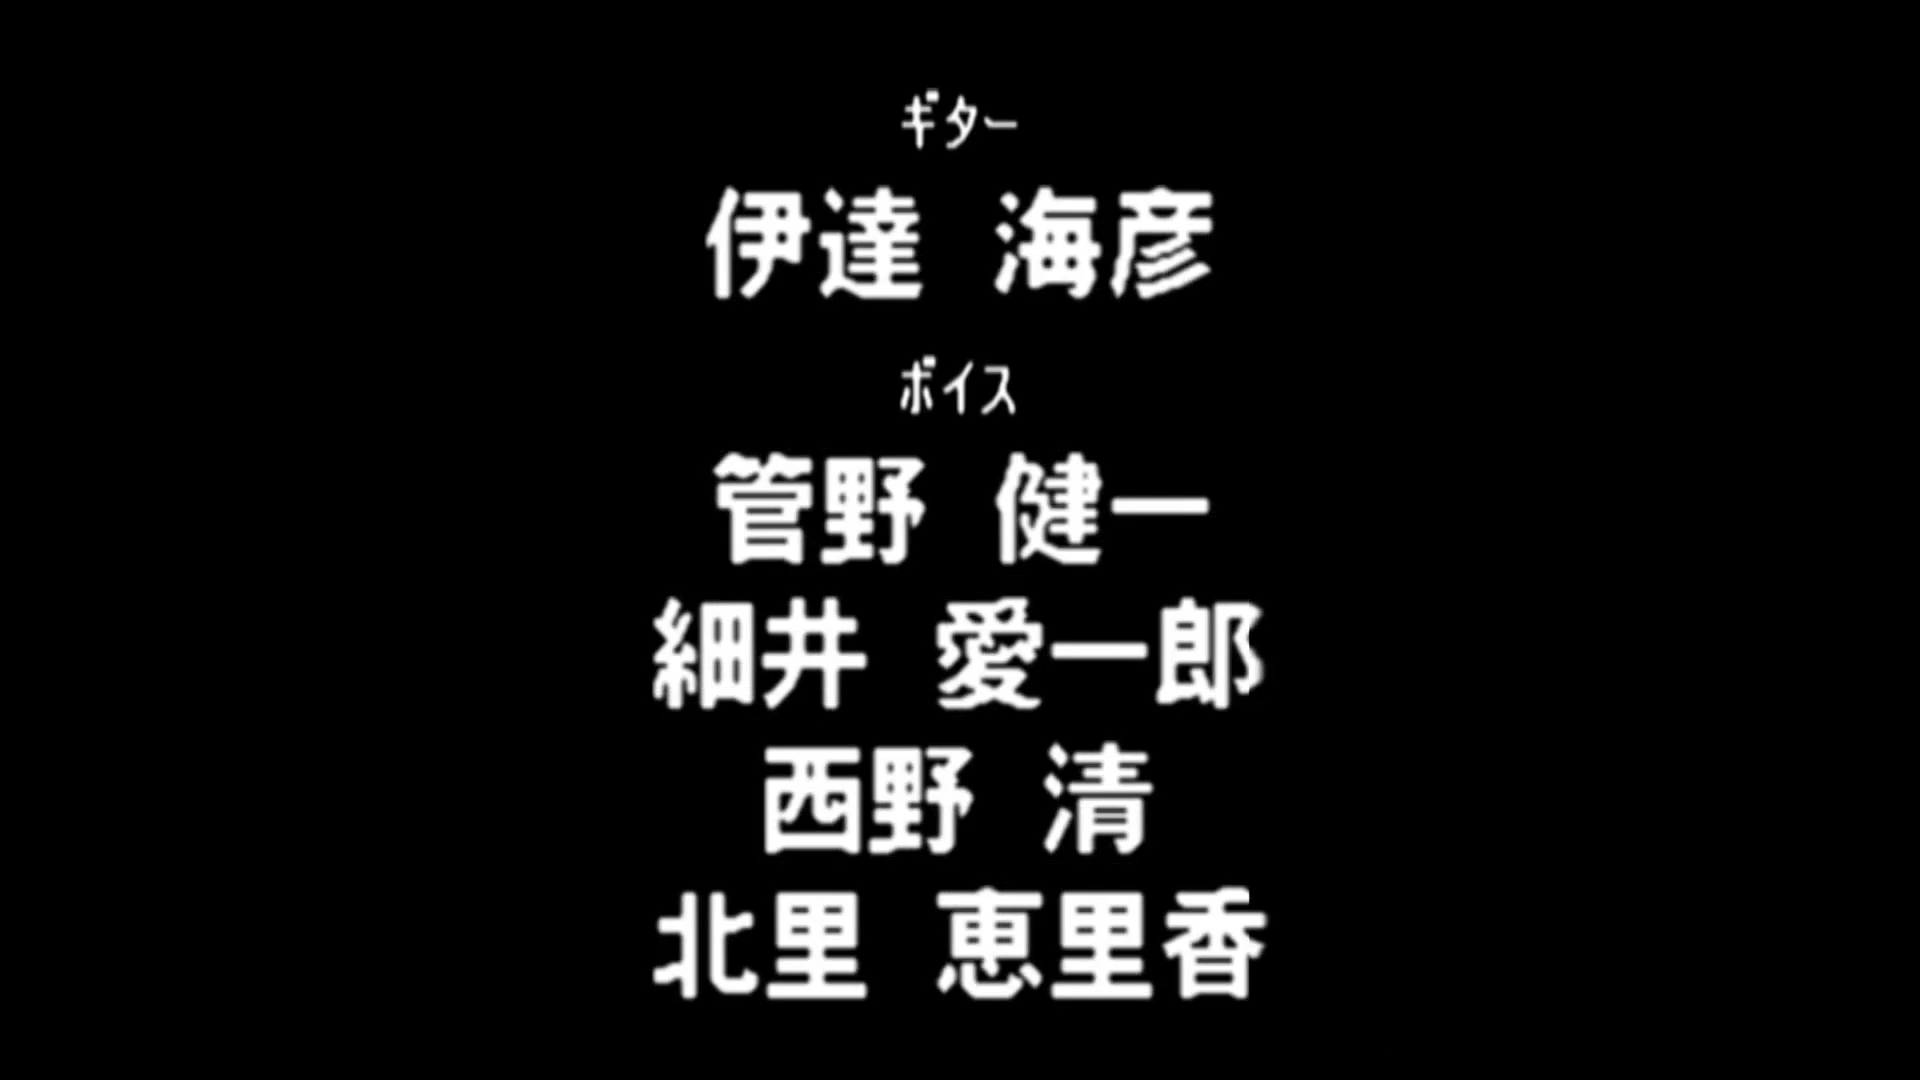 ギター
伊達 海彦
ボイス
管野 健一
細井 愛一郎
西野 清
北里 恵里香